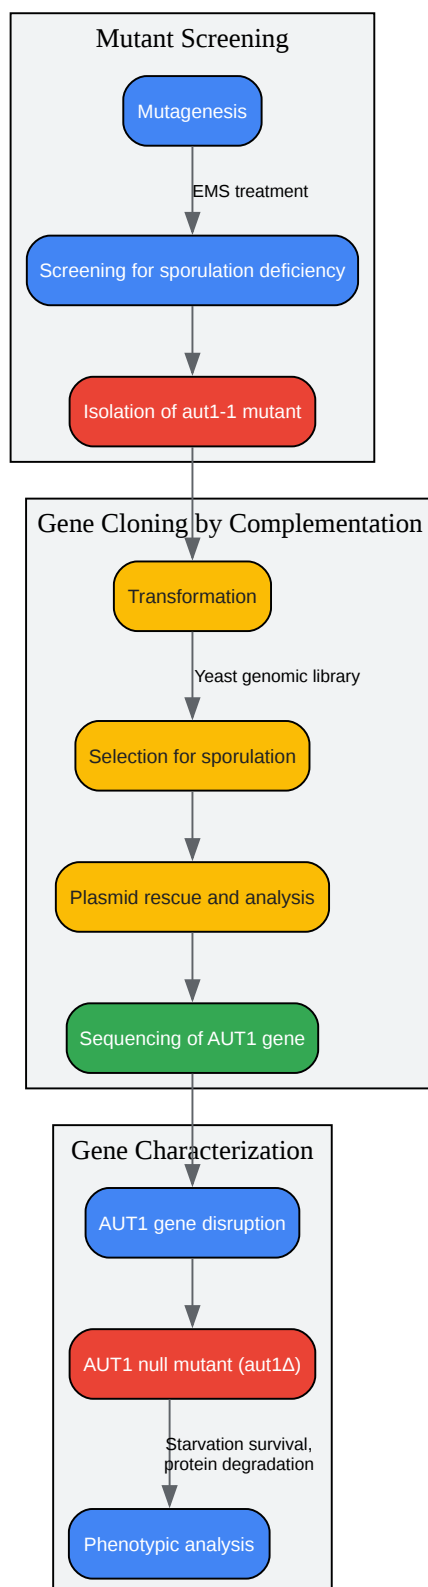 Mutant Screening
Mutagenesis
EMS treatment
Screening for sporulation deficiency
Isolation of aut1-1 mutant
Gene Cloning by Complementation
Transformation
Yeast genomic library
Selection for sporulation
Plasmid rescue and analysis
Sequencing of AUT1 gene
Gene Characterization
AUT1 gene disruption
AUT1 null mutant (aut1Δ)
Starvation survival,
protein degradation
Phenotypic analysis